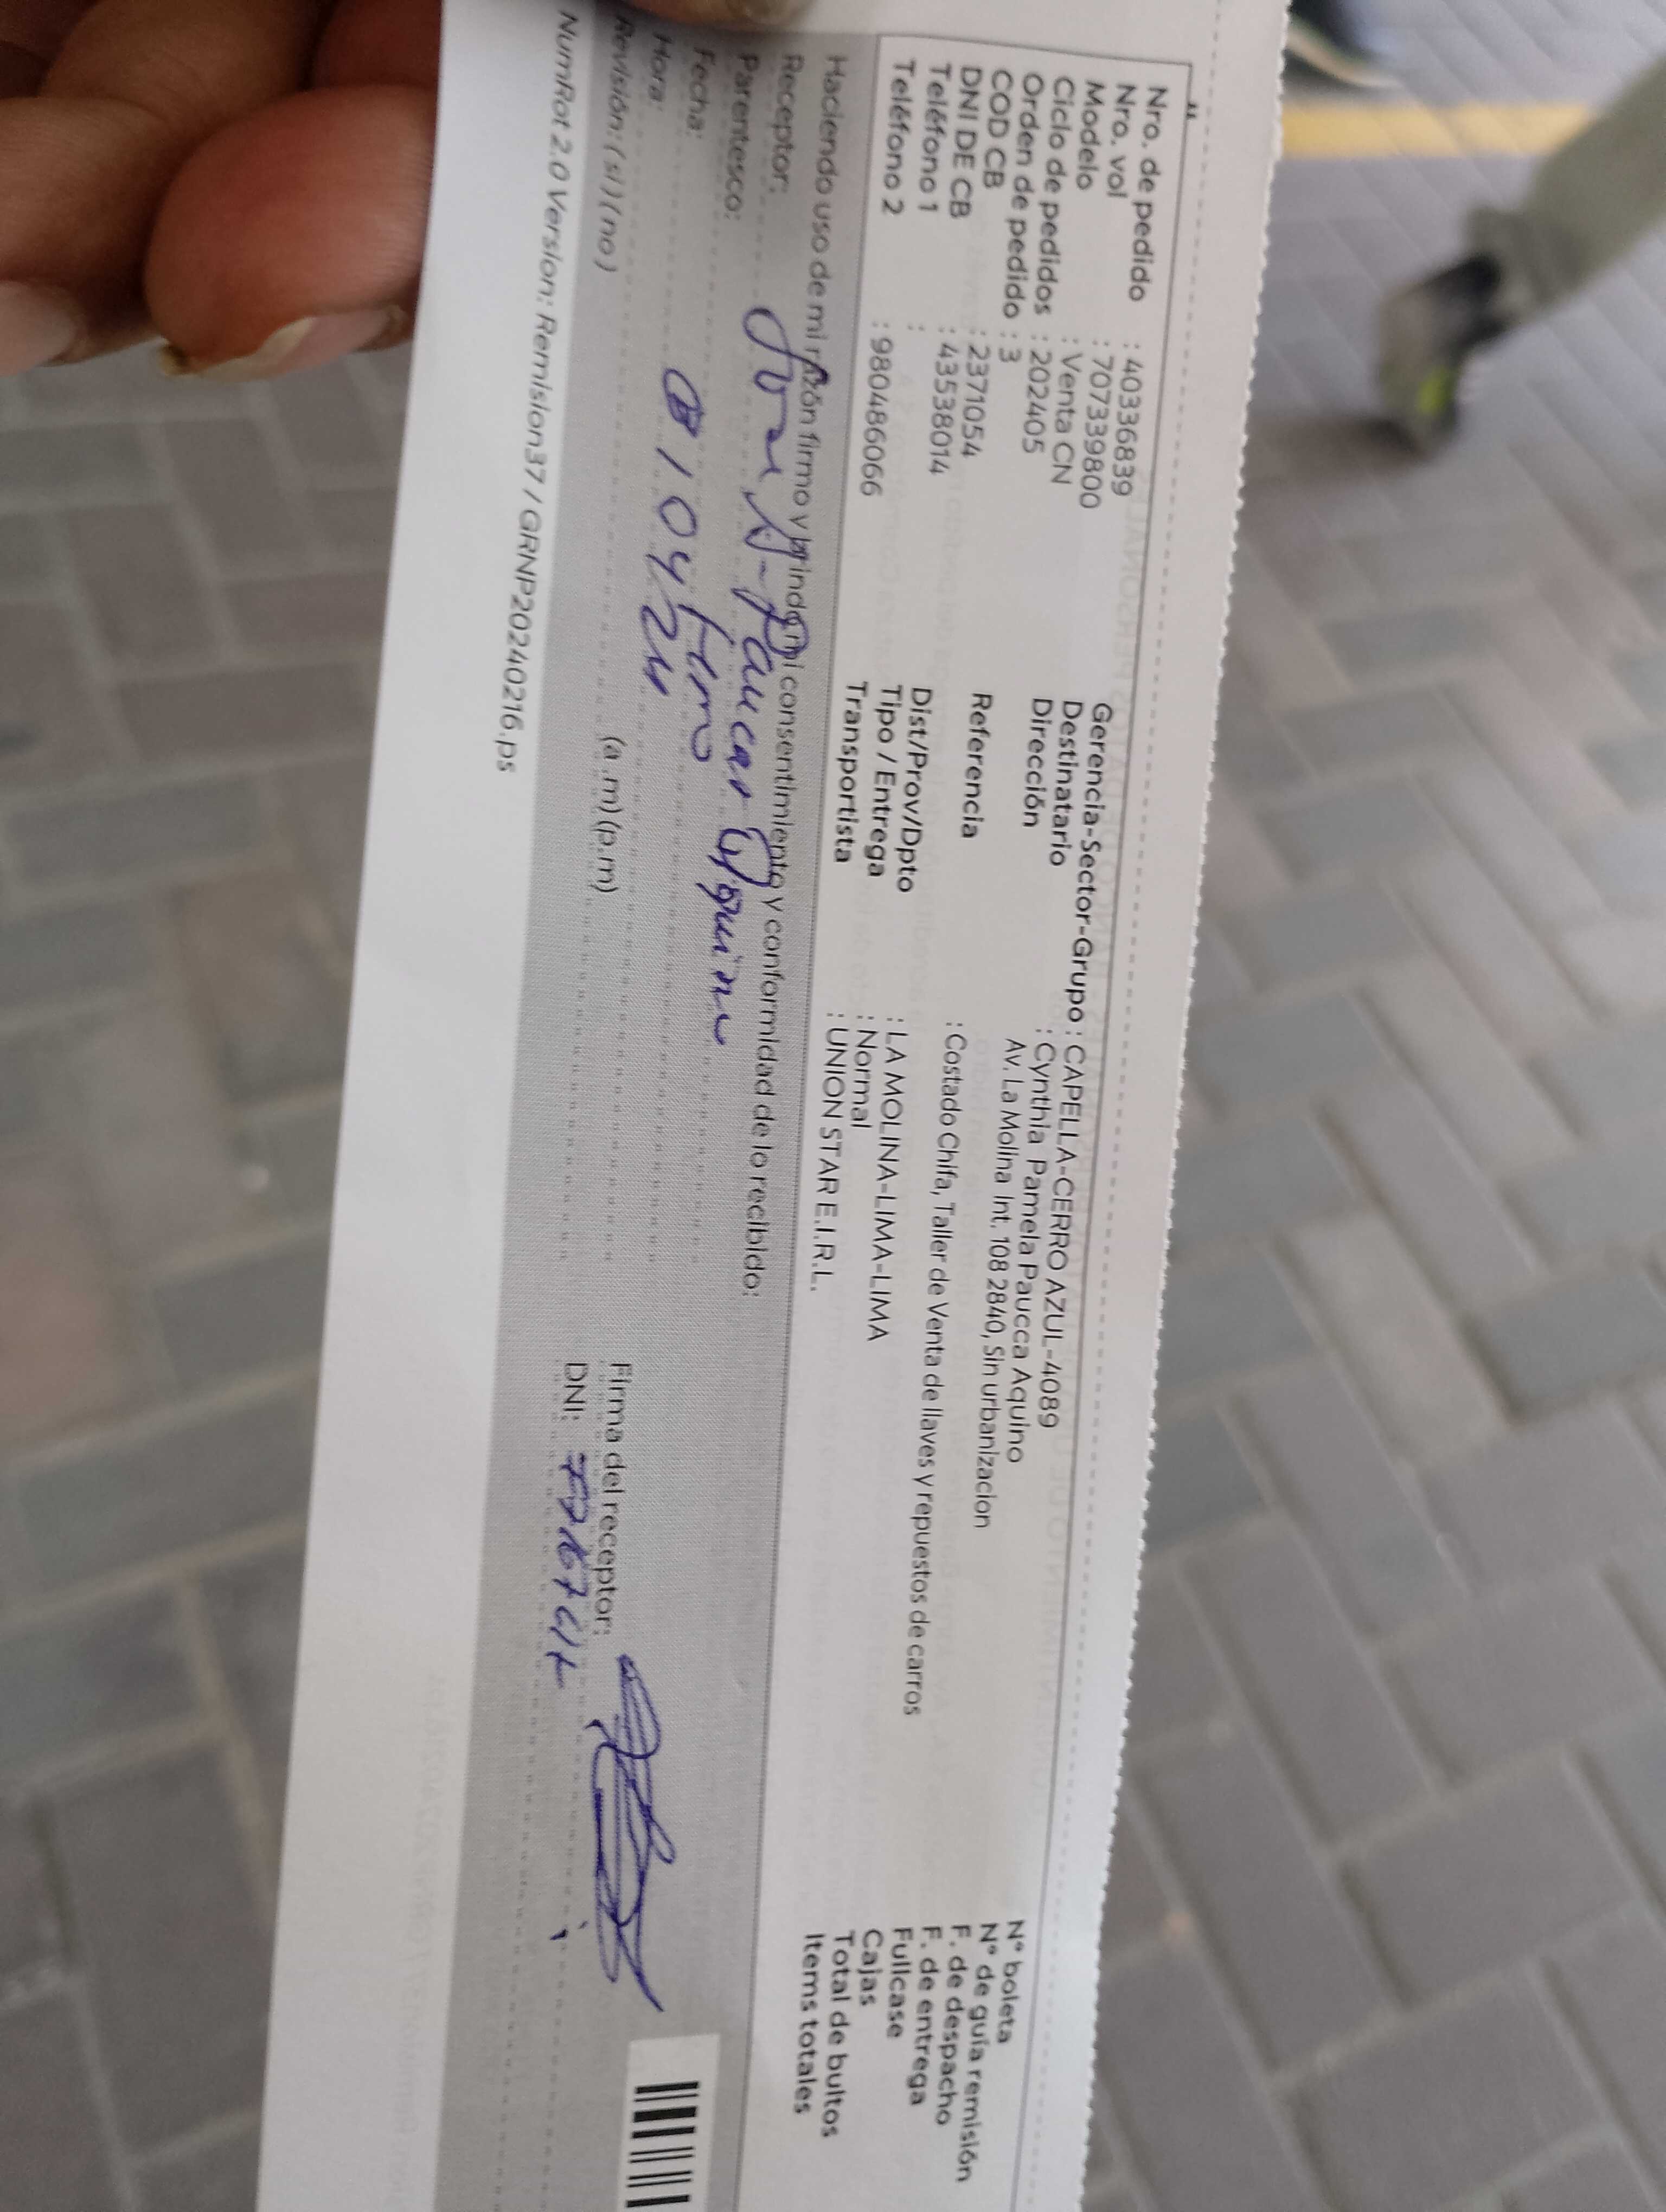 Nro. de pedido : 40336839
Nro. vol : 707339800
Modelo : Venta CN
Ciclo de pedidos : 202405
Orden de pedido : 3
COD CB : 2371054
DNI DE CB : 43538014
Teléfono 1 :
Teléfono 2 : 980486066
Gerencia-Sector-Grupo : CAPELLA-CERRO AZUL-4089
Destinatario : Cynthia Pamela Paucca Aquino
Dirección Av. La Molina Int. 108 2840, Sin urbanizacion
Referencia : Costado Chifa, Taller de Venta de llaves y repuestos de carros
Dist/Prov/Dpto : LA MOLINA-LIMA-LIMA
Tipo / Entrega : Normal
Transportista : UNION STAR E.I.R.L.
N° boleta
N° de guía remisión
F. de despacho
F. de entrega
Fullcase
Cajas
Total de bultos
Items totales
Haciendo uso de mi razón firmo y brindo mi consentimiento y conformidad de lo recibido:
Receptor: Paucar
Parentesco:
Fecha: 04/24
Hora: (a.m)(p.m)
Revisión: (si)(no)
Firma del receptor:
DNI:
NumRot 2.0 Version: Remision37 / GRNP20240216.ps